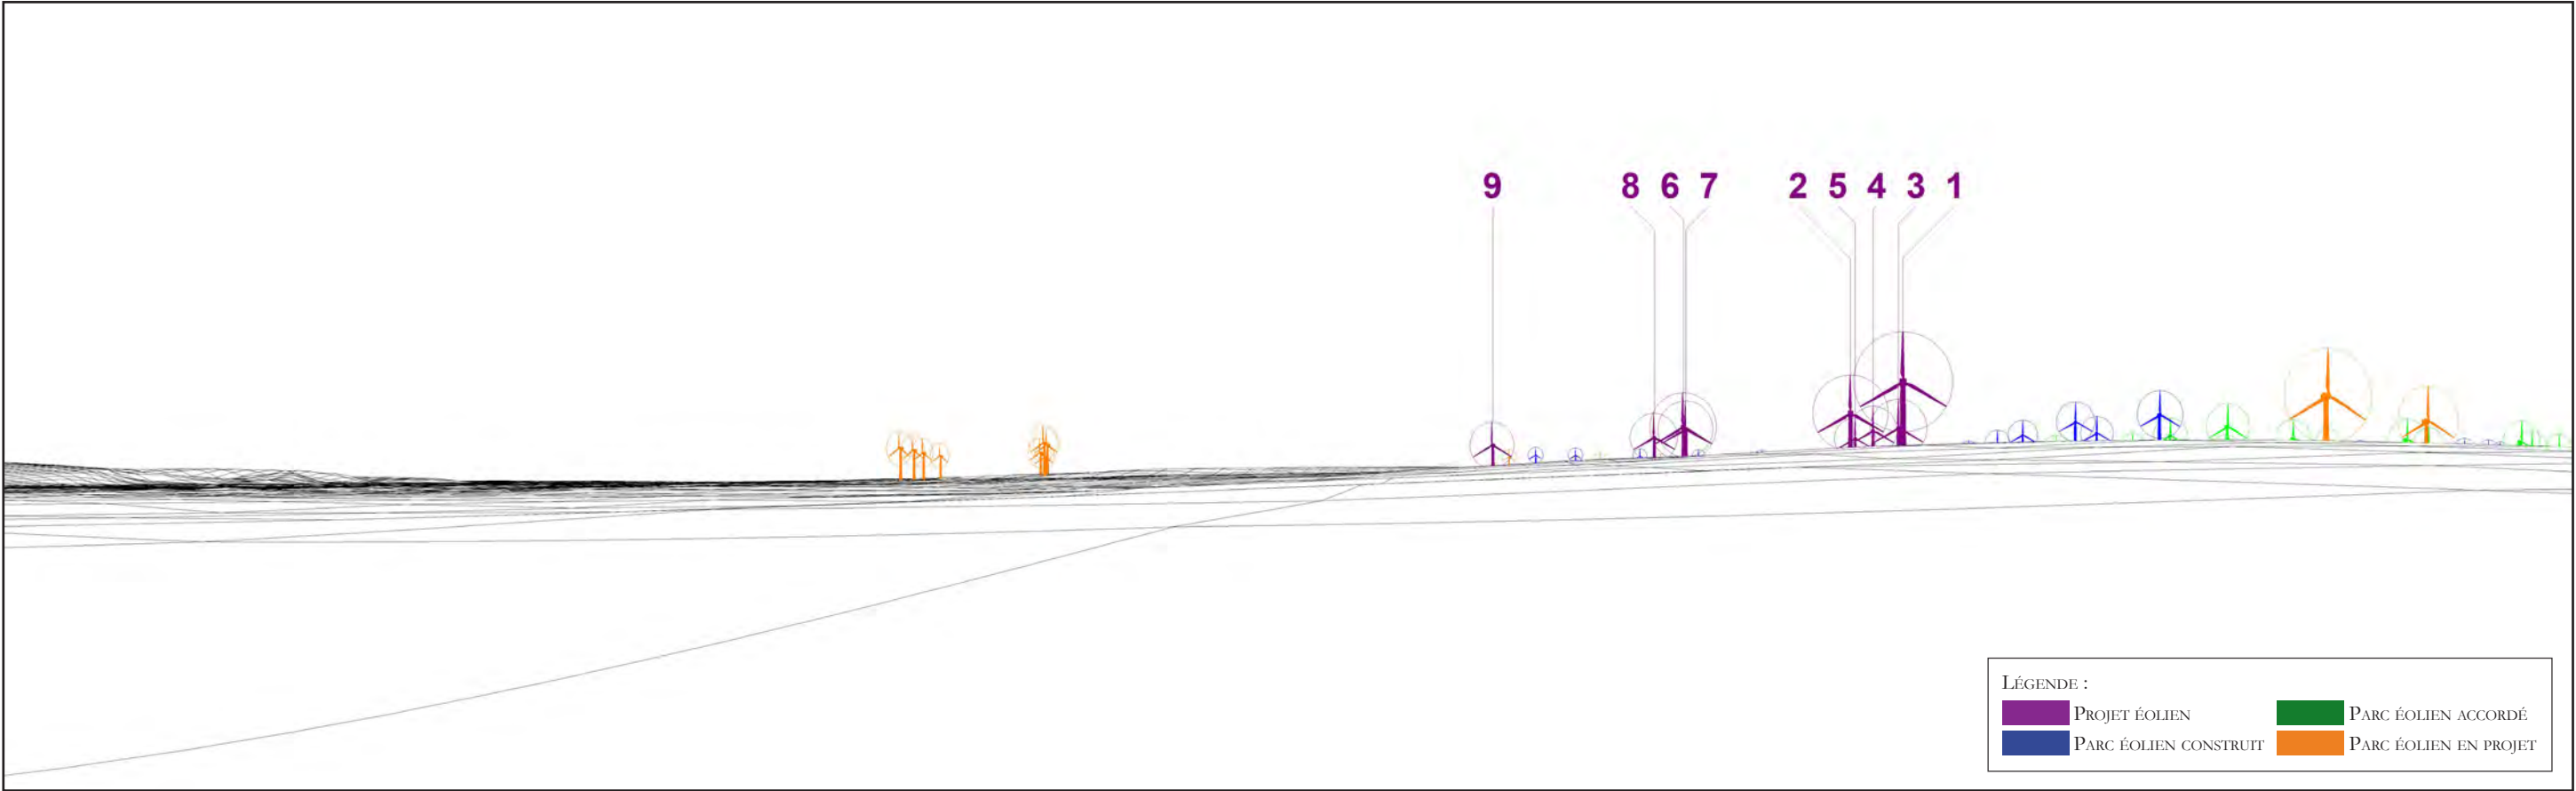 9 8 6 7 2 5 4 3 1
LÉGENDE :
PROJET ÉOLIEN PARC ÉOLIEN ACCORDÉ
PARC ÉOLIEN CONSTRUIT PARC ÉOLIEN EN PROJET